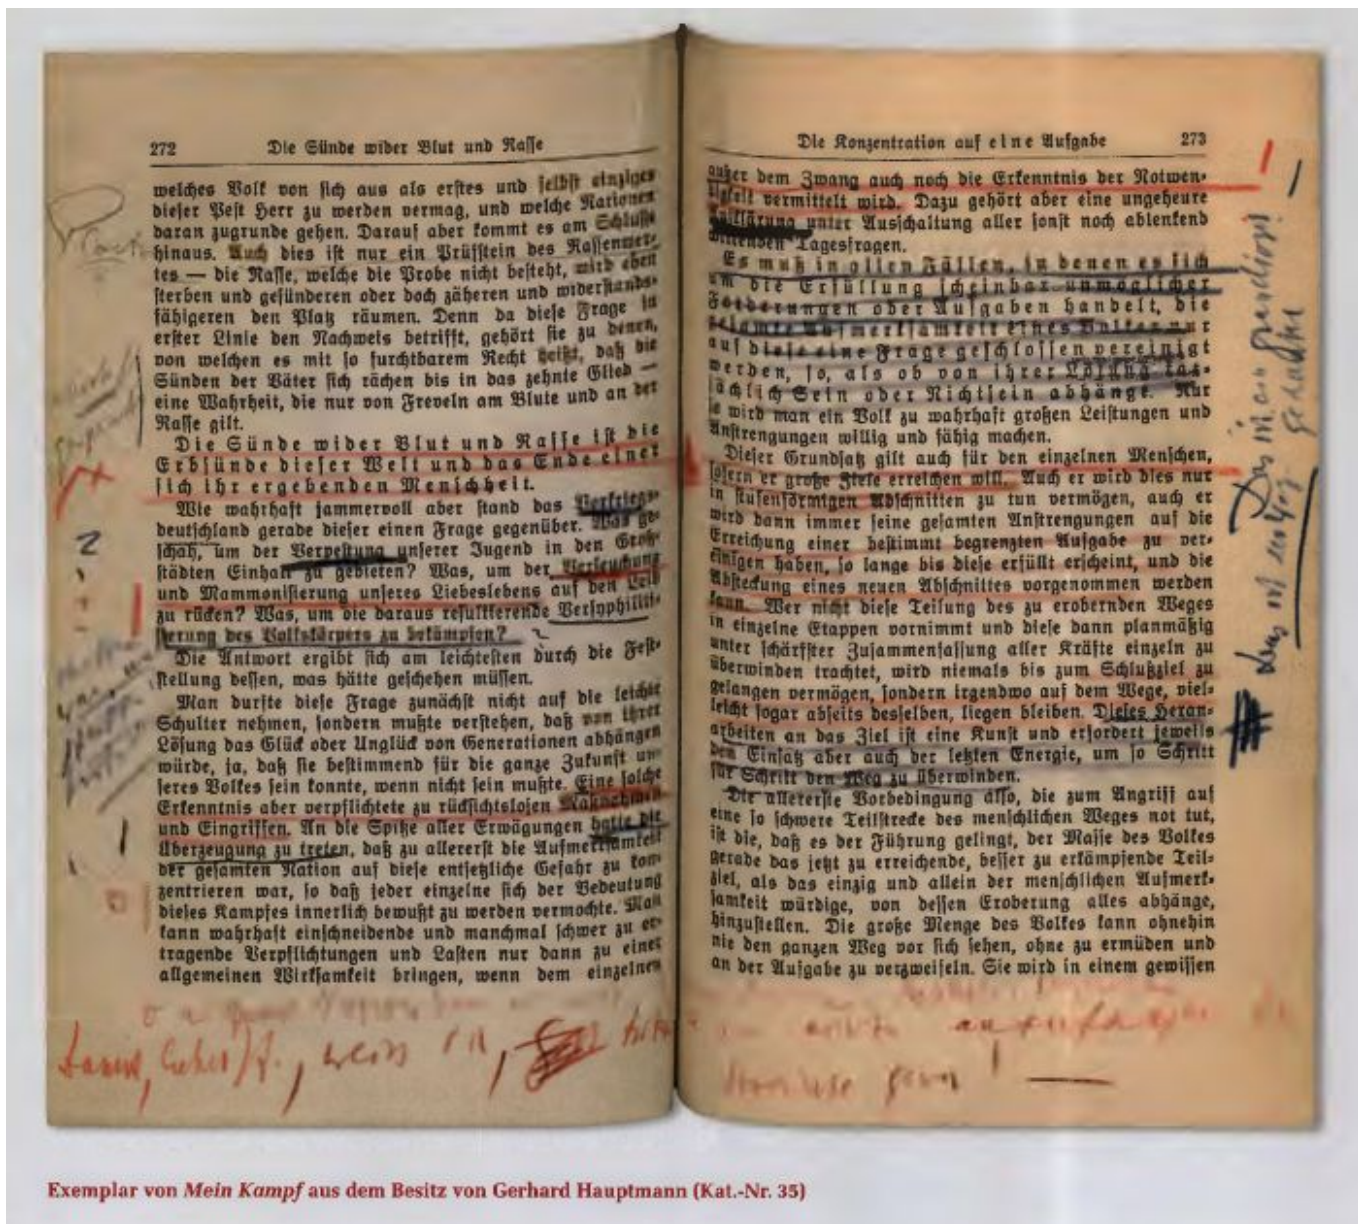 272 Die Sünde wider Blut und Rasse
welches Volk von sich aus als erstes und selbst einziges
dieser Pest Herr zu werden vermag, und welche Nationen
daran zugrunde gehen. Darauf aber kommt es am Schlusse
hinaus. Auch dies ist nur ein Prüfstein des Rassenwer-
tes — die Rasse, welche die Probe nicht besteht, wird eben
sterben und gesünderen oder doch zäheren und widerstands-
fähigeren den Platz räumen. Denn da diese Frage in
erster Linie den Nachweis betrifft, gehört sie zu denen,
von welchen es mit so furchtbarem Recht heißt, daß die
Sünden der Väter sich rächen bis in das zehnte Glied —
eine Wahrheit, die nur von Freveln am Blute und an der
Rasse gilt.
Die Sünde wider Blut und Rasse ist die
Erbsünde dieser Welt und das Ende einer
sich ihr ergebenden Menschheit.
Wie wahrhaft jammervoll aber stand das Vorkriegs-
deutschland gerade dieser einen Frage gegenüber. Was ge-
schah, um der Verpestung unserer Jugend in den Groß-
städten Einhalt zu gebieten? Was, um der Verseuchung
und Mammonisierung unseres Liebeslebens auf den Leib
zu rücken? Was, um die daraus resultierende Versyphiliti-
sierung des Volkskörpers zu bekämpfen?
Die Antwort ergibt sich am leichtesten durch die Fest-
stellung dessen, was hätte geschehen müssen.
Man durfte diese Frage zunächst nicht auf die leichte
Schulter nehmen, sondern mußte verstehen, daß von ihrer
Lösung das Glück oder Unglück von Generationen abhängen
würde, ja, daß sie bestimmend für die ganze Zukunft un-
seres Volkes sein konnte, wenn nicht sein mußte. Eine solche
Erkenntnis aber verpflichtete zu rücksichtslosen Maßnahmen
und Eingriffen. An die Spitze aller Erwägungen hatte die
Überzeugung zu treten, daß zu allererst die Aufmerksamkeit
der gesamten Nation auf diese entsetzliche Gefahr zu kon-
zentrieren war, so daß jeder einzelne sich der Bedeutung
dieses Kampfes innerlich bewußt zu werden vermochte. Man
kann wahrhaft einschneidende und manchmal schwer zu er-
tragende Verpflichtungen und Lasten nur dann zu einer
allgemeinen Wirksamkeit bringen, wenn dem einzelnen
Die Konzentration auf eine Aufgabe 273
außer dem Zwang auch noch die Erkenntnis der Notwen-
digkeit vermittelt wird. Dazu gehört aber eine ungeheure
Aufklärung unter Ausschaltung aller sonst noch ablenkend
wirkenden Tagesfragen.
Es muß in allen Fällen, in denen es sich
um die Erfüllung scheinbar unmöglicher
Forderungen oder Aufgaben handelt, die
gesamte Aufmerksamkeit eines Volkes nur
auf diese eine Frage geschlossen vereinigt
werden, so, als ob von ihrer Lösung tat-
sächlich Sein oder Nichtsein abhänge. Nur
so wird man ein Volk zu wahrhaft großen Leistungen und
Anstrengungen willig und fähig machen.
Dieser Grundsatz gilt auch für den einzelnen Menschen,
sofern er große Ziele erreichen will. Auch er wird dies nur
in stufenförmigen Abschnitten zu tun vermögen, auch er
wird dann immer seine gesamten Anstrengungen auf die
Erreichung einer bestimmt begrenzten Aufgabe zu ver-
einigen haben, so lange bis diese erfüllt erscheint, und die
Absteckung eines neuen Abschnittes vorgenommen werden
kann. Wer nicht diese Teilung des zu erobernden Weges
in einzelne Etappen vornimmt und diese dann planmäßig
unter schärfster Zusammenfassung aller Kräfte einzeln zu
überwinden trachtet, wird niemals bis zum Schlußziel zu
gelangen vermögen, sondern irgendwo auf dem Wege, viel-
leicht sogar abseits desselben, liegen bleiben. Dieses Heran-
arbeiten an das Ziel ist eine Kunst und erfordert jeweils
den Einsatz aber auch der letzten Energie, um so Schritt
für Schritt den Weg zu überwinden.
Die allererste Vorbedingung also, die zum Angriff auf
eine so schwere Teilstrecke des menschlichen Weges not tut,
ist die, daß es der Führung gelingt, der Masse des Volkes
gerade das jetzt zu erreichende, besser zu erkämpfende Teil-
ziel, als das einzig und allein der menschlichen Aufmerk-
samkeit würdige, von dessen Eroberung alles abhänge,
hinzustellen. Die große Menge des Volkes kann ohnehin
nie den ganzen Weg vor sich sehen, ohne zu ermüden und
an der Aufgabe zu verzweifeln. Sie wird in einem gewissen
Das ist ein grandioser
Gedanke
Exemplar von Mein Kampf aus dem Besitz von Gerhard Hauptmann (Kat.-Nr. 35)